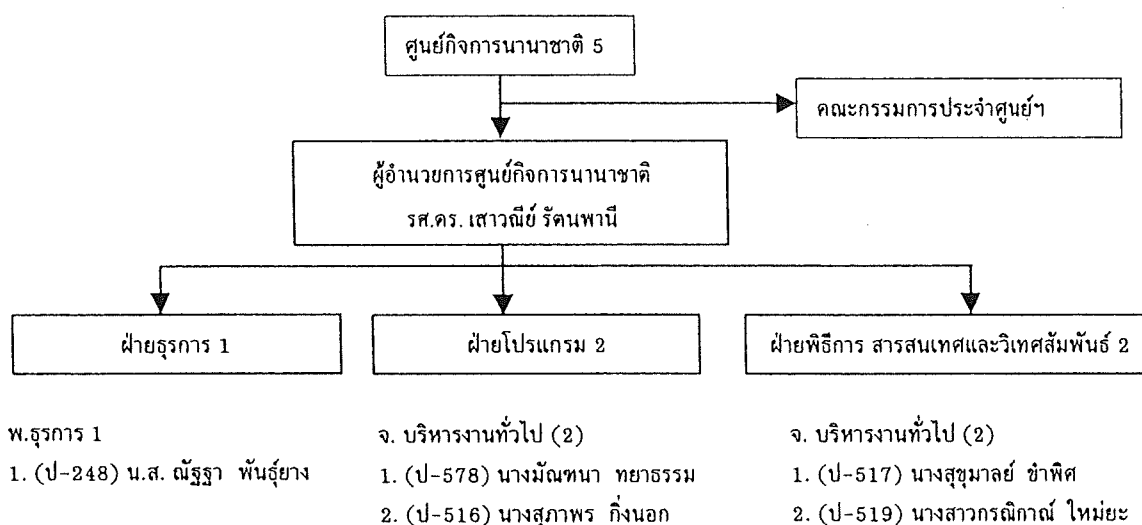 ศูนย์กิจการนานาชาติ 5
คณะกรรมการประจำศูนย์ฯ
ผู้อำนวยการศูนย์กิจการนานาชาติ
รศ.ดร. เสาวณีย์ รัตนพานี
ฝ่ายธุรการ 1
ฝ่ายโปรแกรม 2
ฝ่ายพิธีการ สารสนเทศและวิเทศสัมพันธ์ 2
พ.ธุรการ 1
1. (ป-248) น.ส. ณัฐฐา พันธุ์ยาง
จ. บริหารงานทั่วไป (2)
1. (ป-578) นางมัณฑนา ทยาธรรม
2. (ป-516) นางสุภาพร กิ่งนอก
จ. บริหารงานทั่วไป (2)
1. (ป-517) นางสุขุมาลย์ ขำพิศ
2. (ป-519) นางสาวกรณิกาณ์ ใหม่ยะ